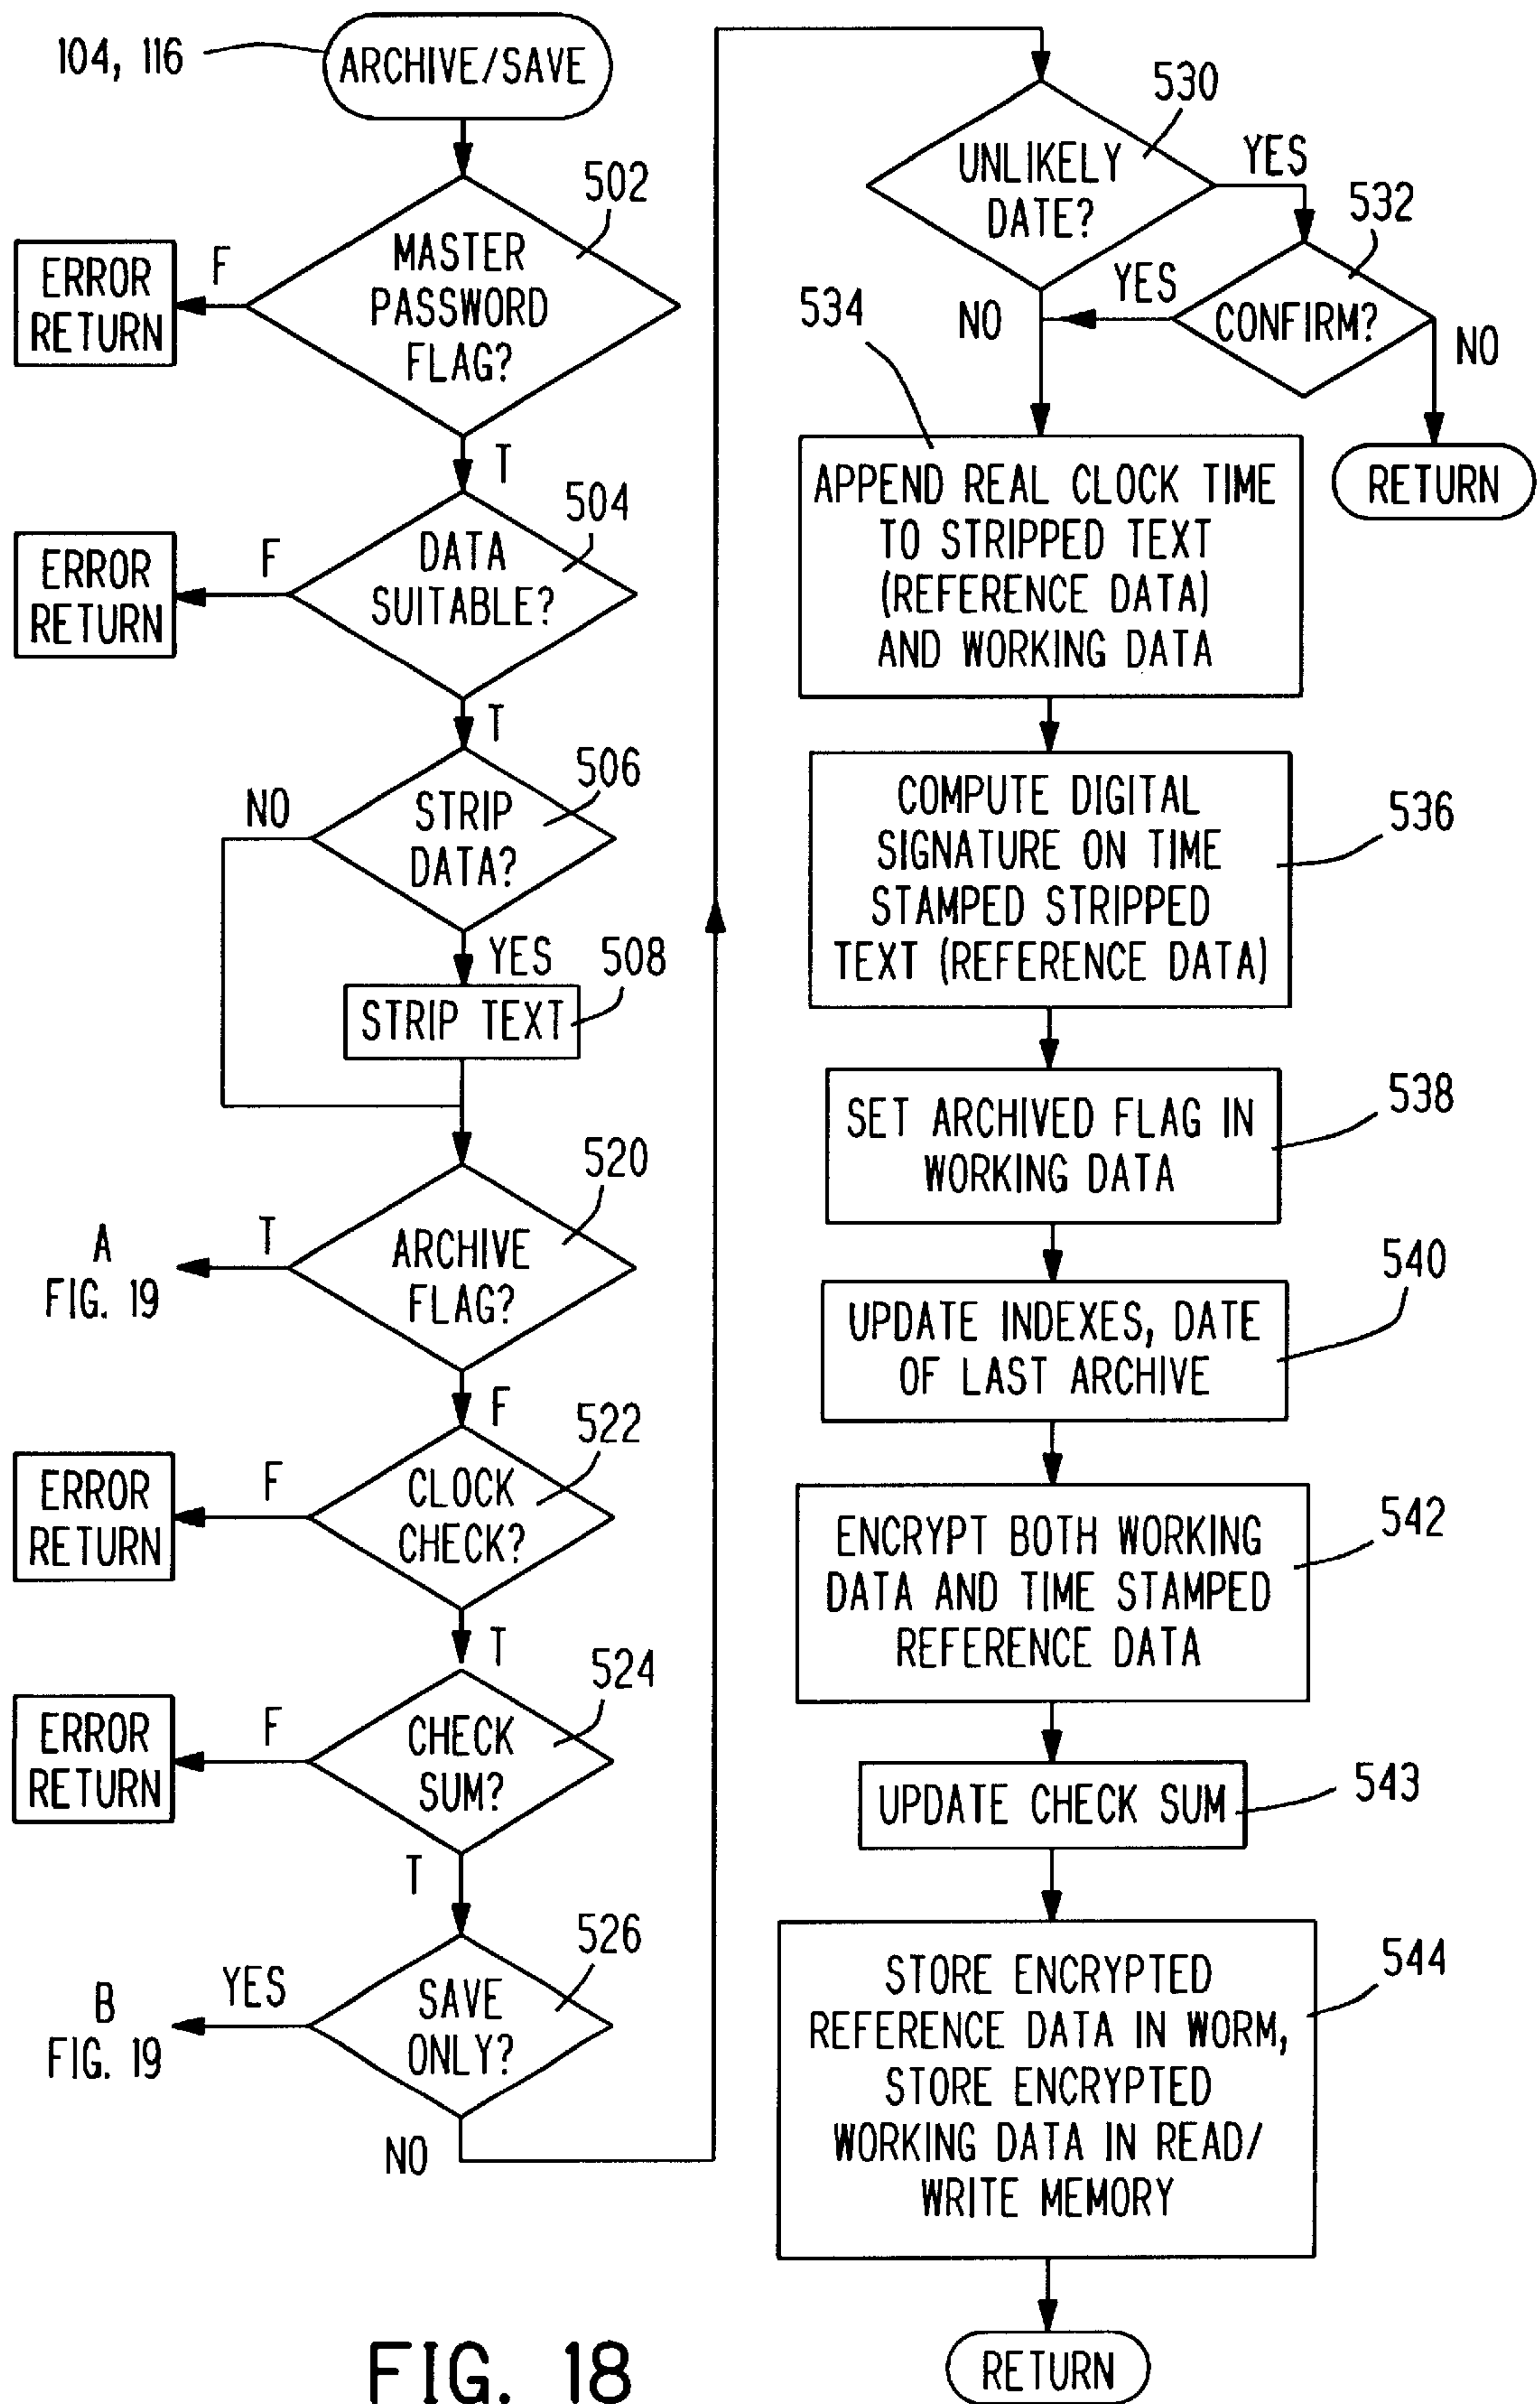 104, 116
ARCHIVE/SAVE
502
MASTER
PASSWORD
FLAG?
F
ERROR
RETURN
T
504
DATA
SUITABLE?
F
ERROR
RETURN
T
506
STRIP
DATA?
NO
YES
508
STRIP TEXT
520
ARCHIVE
FLAG?
T
A
FIG. 19
F
522
CLOCK
CHECK?
F
ERROR
RETURN
T
524
CHECK
SUM?
F
ERROR
RETURN
T
526
SAVE
ONLY?
YES
B
FIG. 19
NO
530
UNLIKELY
DATE?
YES
532
CONFIRM?
YES
NO
NO
RETURN
534
APPEND REAL CLOCK TIME
TO STRIPPED TEXT
(REFERENCE DATA)
AND WORKING DATA
536
COMPUTE DIGITAL
SIGNATURE ON TIME
STAMPED STRIPPED
TEXT (REFERENCE DATA)
538
SET ARCHIVED FLAG IN
WORKING DATA
540
UPDATE INDEXES, DATE
OF LAST ARCHIVE
542
ENCRYPT BOTH WORKING
DATA AND TIME STAMPED
REFERENCE DATA
543
UPDATE CHECK SUM
544
STORE ENCRYPTED
REFERENCE DATA IN WORM,
STORE ENCRYPTED
WORKING DATA IN READ/
WRITE MEMORY
RETURN
FIG. 18